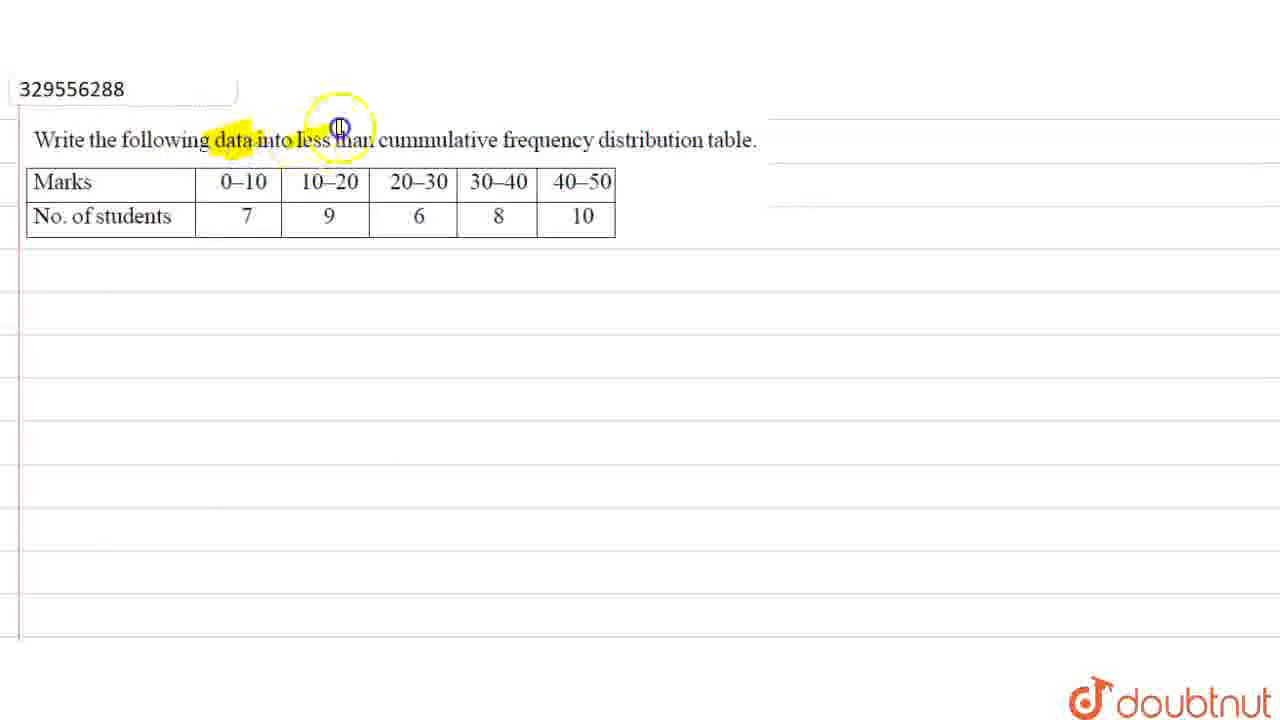 329556288
Write the following data into less than cummulative frequency distribution table.
Marks 0–10 10–20 20–30 30–40 40–50
No. of students 7 9 6 8 10
doubtnut